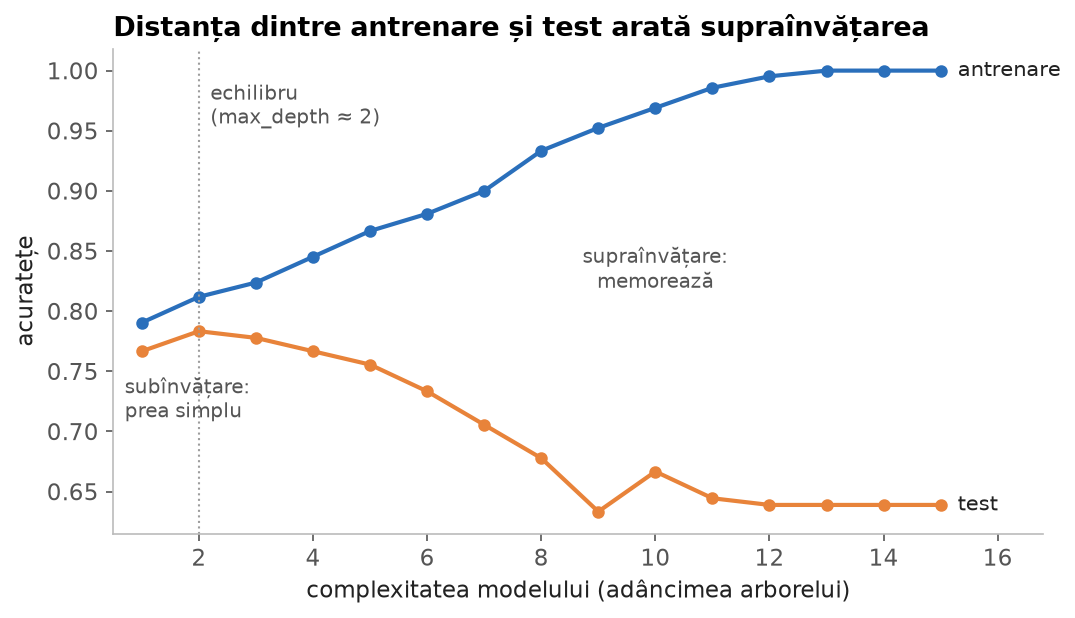 Distanța dintre antrenare și test arată supraînvățarea
1.00
0.95
0.90
0.85
0.80
0.75
0.70
0.65
acuratețe
echilibru
(max_depth ≈ 2)
antrenare
supraînvățare:
memorează
subînvățare:
prea simplu
test
2
4
6
8
10
12
14
16
complexitatea modelului (adâncimea arborelui)